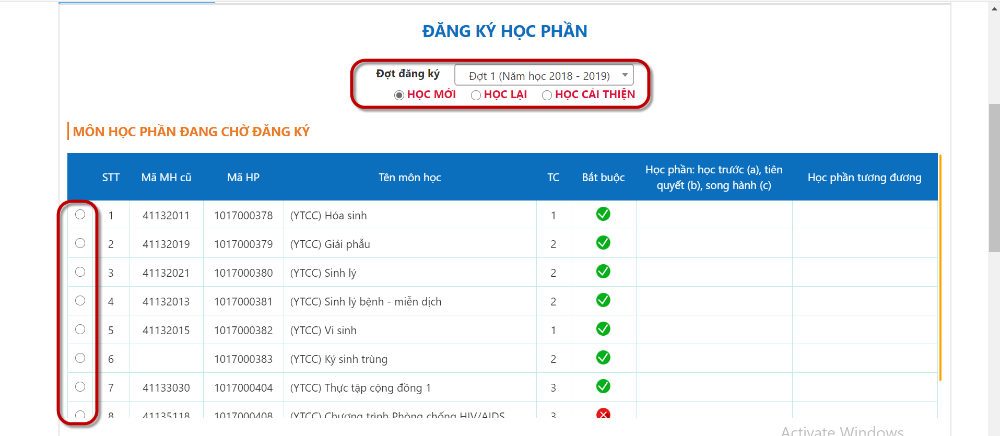 ĐĂNG KÝ HỌC PHẦN
Đợt đăng ký Đợt 1 (Năm học 2018 - 2019)
HỌC MỚI HỌC LẠI HỌC CẢI THIỆN
MÔN HỌC PHẦN ĐANG CHỜ ĐĂNG KÝ
STT Mã MH cũ Mã HP Tên môn học TC Bắt buộc Học phần: học trước (a), tiên quyết (b), song hành (c) Học phần tương đương
1 41132011 1017000378 (YTCC) Hóa sinh 1
2 41132019 1017000379 (YTCC) Giải phẫu 2
3 41132021 1017000380 (YTCC) Sinh lý 2
4 41132013 1017000381 (YTCC) Sinh lý bệnh - miễn dịch 2
5 41132015 1017000382 (YTCC) Vi sinh 1
6 1017000383 (YTCC) Ký sinh trùng 2
7 41133030 1017000404 (YTCC) Thực tập cộng đồng 1 3
8 41135118 1017000408 (YTCC) Chương trình Phòng chống HIV/AIDS 3
Activate Windows